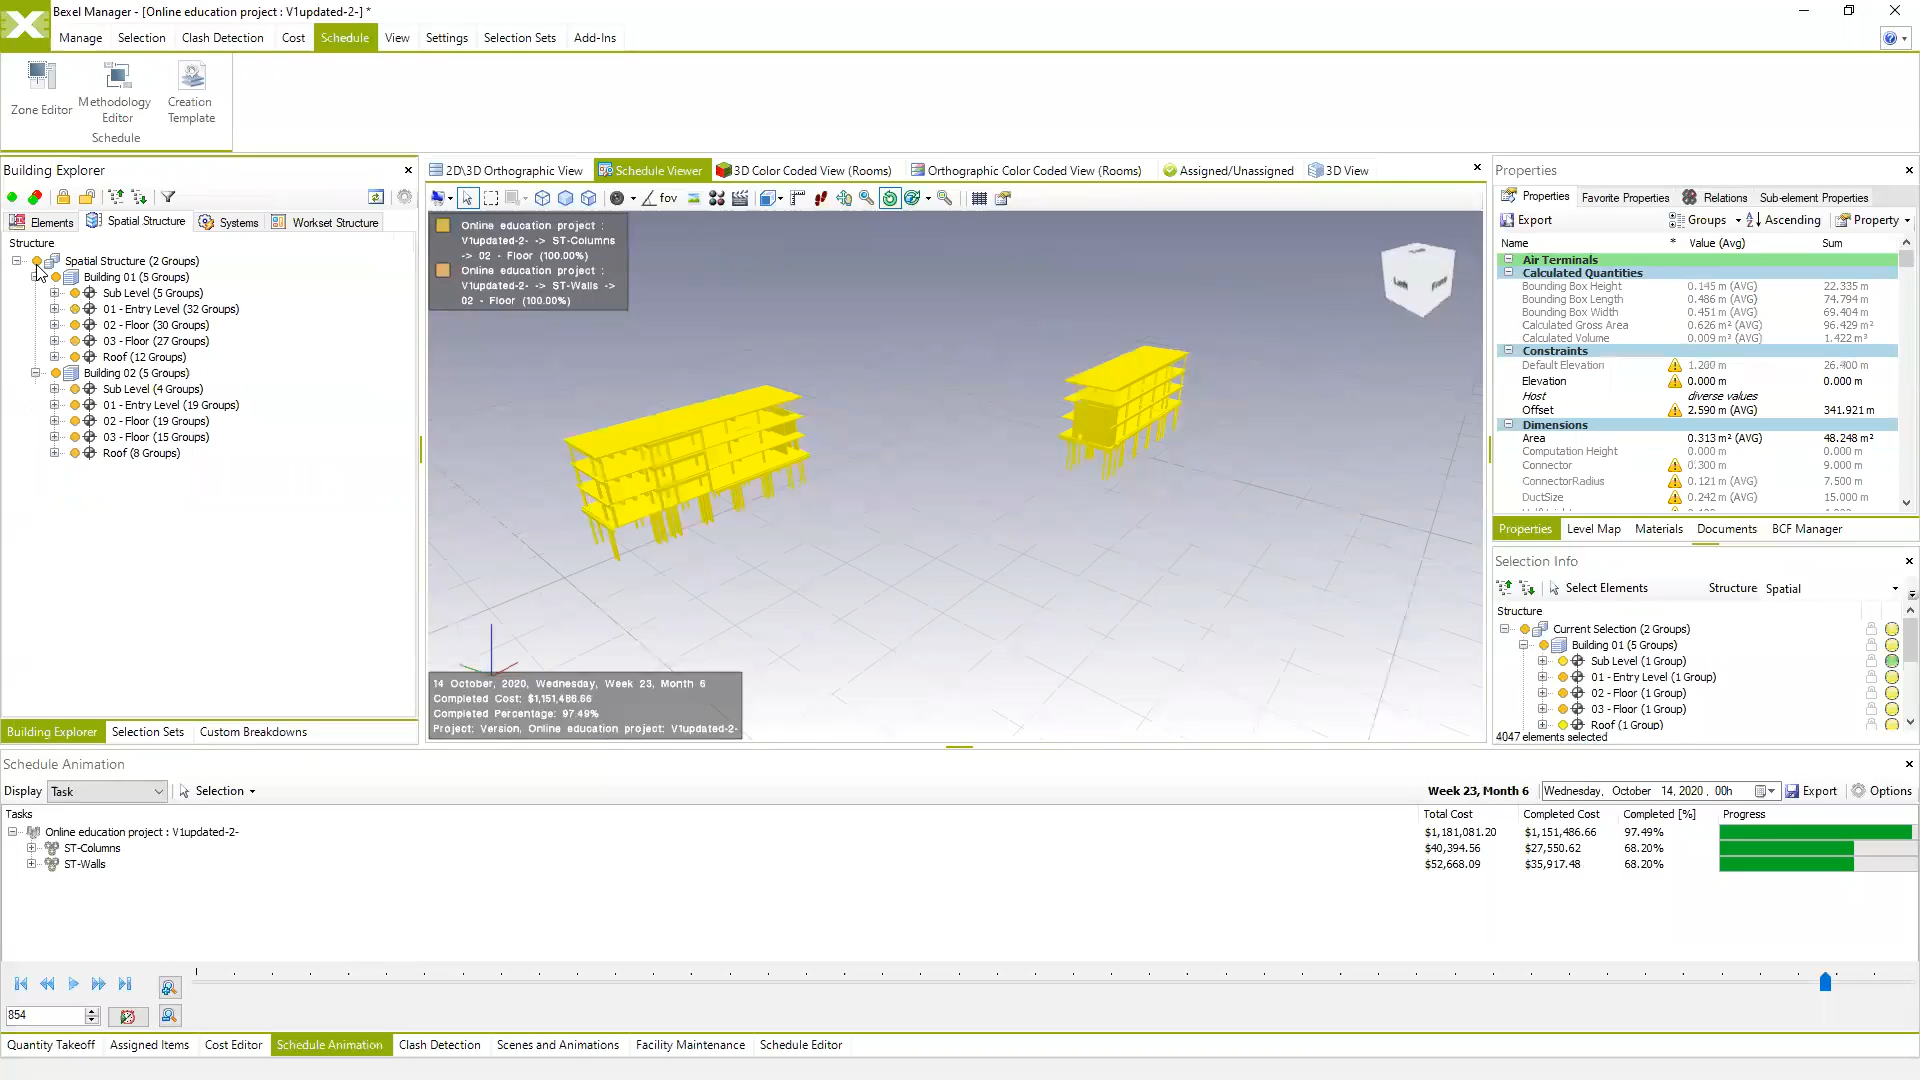 Bexel Manager - [Online education project : V1updated-2-] *
Manage Selection Clash Detection Cost Schedule View Settings Selection Sets Add-Ins
Zone Editor Methodology Editor Creation Template
Schedule
Building Explorer
Elements Spatial Structure Systems Workset Structure
Structure
Spatial Structure (2 Groups)
Building 01 (5 Groups)
Sub Level (5 Groups)
01 - Entry Level (32 Groups)
02 - Floor (30 Groups)
03 - Floor (27 Groups)
Roof (12 Groups)
Building 02 (5 Groups)
Sub Level (4 Groups)
01 - Entry Level (19 Groups)
02 - Floor (19 Groups)
03 - Floor (15 Groups)
Roof (8 Groups)
Building Explorer Selection Sets Custom Breakdowns
2D\3D Orthographic View Schedule Viewer 3D Color Coded View (Rooms) Orthographic Color Coded View (Rooms) Assigned/Unassigned 3D View
fov
Online education project :
V1updated-2- -> ST-Columns
-> 02 - Floor (100.00%)
Online education project :
V1updated-2- -> ST-Walls ->
02 - Floor (100.00%)
14 October, 2020, Wednesday, Week 23, Month 6
Completed Cost: $1,151,486.66
Completed Percentage: 97.49%
Project: Version, Online education project: V1updated-2-
Properties
Properties Favorite Properties Relations Sub-element Properties
Export Groups Ascending Property
Name * Value (Avg) Sum
Air Terminals
Calculated Quantities
Bounding Box Height 0.145 m (AVG) 22.335 m
Bounding Box Length 0.486 m (AVG) 74.794 m
Bounding Box Width 0.451 m (AVG) 69.404 m
Calculated Gross Area 0.626 m² (AVG) 96.429 m²
Calculated Volume 0.009 m³ (AVG) 1.422 m³
Constraints
Default Elevation 1.200 m 26.400 m
Elevation 0.000 m 0.000 m
Host diverse values
Offset 2.590 m (AVG) 341.921 m
Dimensions
Area 0.313 m² (AVG) 48.248 m²
Computation Height 0.000 m 0.000 m
Connector 0.300 m 9.000 m
ConnectorRadius 0.121 m (AVG) 7.500 m
DuctSize 0.242 m (AVG) 15.000 m
Properties Level Map Materials Documents BCF Manager
Selection Info
Select Elements Structure Spatial
Structure
Current Selection (2 Groups)
Building 01 (5 Groups)
Sub Level (1 Group)
01 - Entry Level (1 Group)
02 - Floor (1 Group)
03 - Floor (1 Group)
Roof (1 Group)
4047 elements selected
Schedule Animation
Display Task Selection Week 23, Month 6 Wednesday, October 14, 2020 , 00h Export Options
Tasks Total Cost Completed Cost Completed [%] Progress
Online education project : V1updated-2- $1,181,081.20 $1,151,486.66 97.49%
ST-Columns $40,394.56 $27,550.62 68.20%
ST-Walls $52,668.09 $35,917.48 68.20%
854
Quantity Takeoff Assigned Items Cost Editor Schedule Animation Clash Detection Scenes and Animations Facility Maintenance Schedule Editor